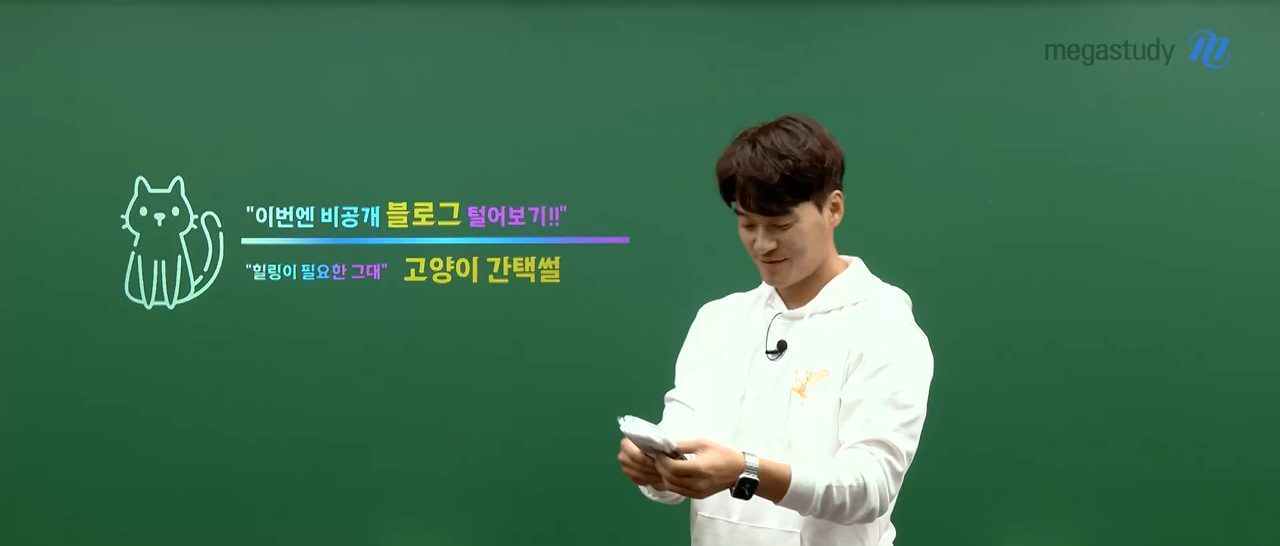 megastudy
"이번엔 비공개 블로그 털어보기!!"
"힐링이 필요한 그대" 고양이 간택썰